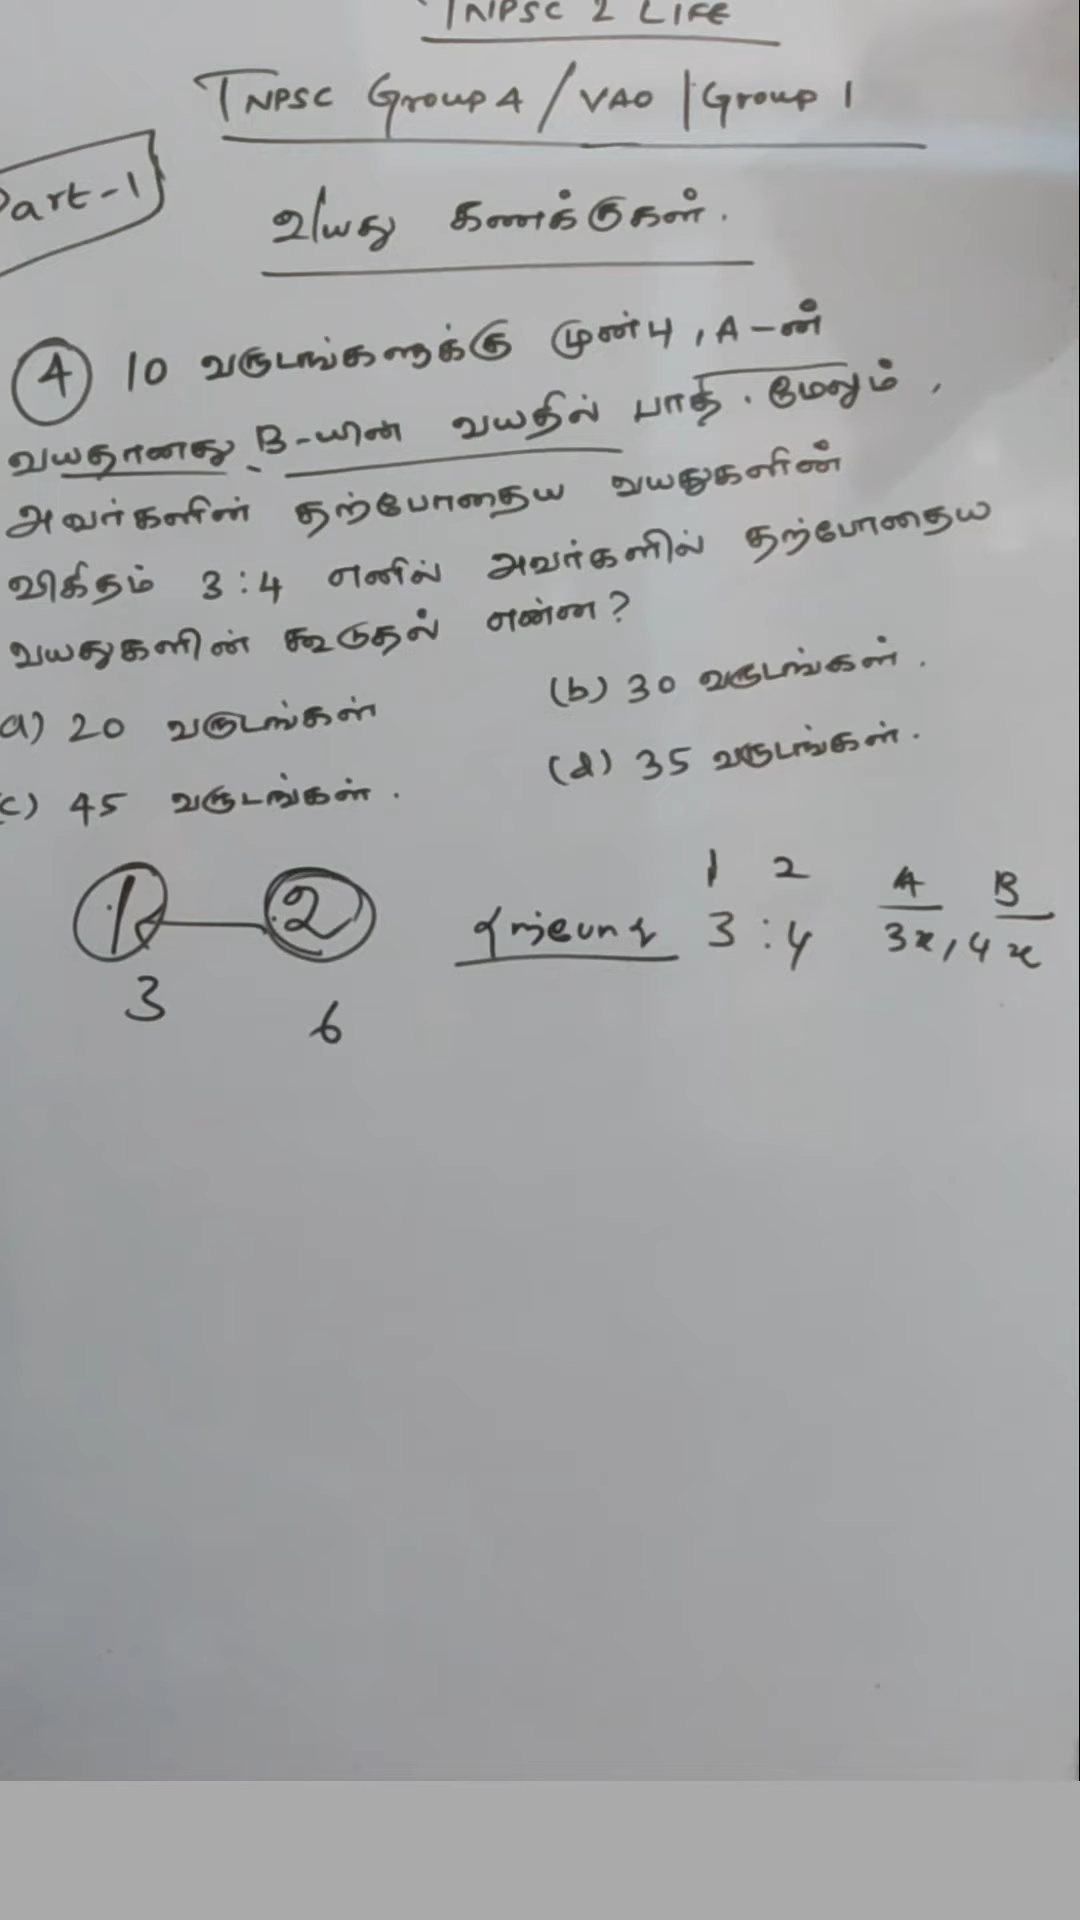 TNPSC 2 LIFE
TNPSC Group 4 / VAO | Group 1
Part-1
வயது கணக்குகள்.
4 10 வருடங்களுக்கு முன்பு, A-ன்
வயதானது B-யின் வயதில் பாதி. மேலும்,
அவர்களின் தற்போதைய வயதுகளின்
விகிதம் 3:4 எனில் அவர்களில் தற்போதைய
வயதுகளின் கூடுதல் என்ன?
a) 20 வருடங்கள்
(b) 30 வருடங்கள்.
c) 45 வருடங்கள்.
(d) 35 வருடங்கள்.
1 2 1 2 A B
3:4 3x, 4x
3 6